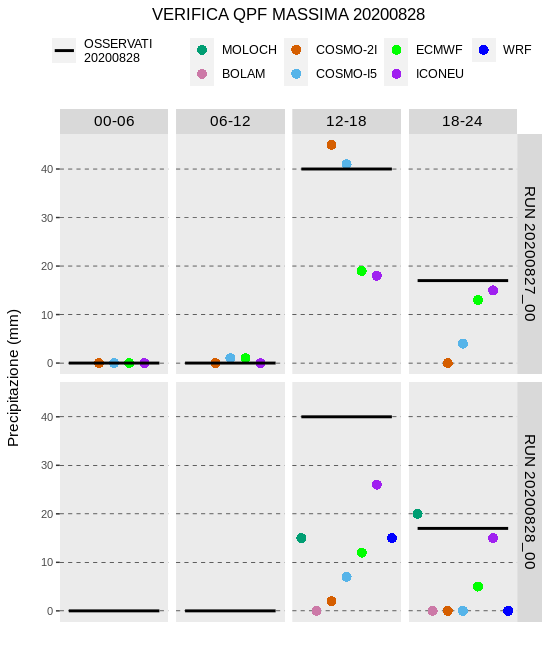 VERIFICA QPF MASSIMA 20200828
OSSERVATI
20200828
MOLOCH
COSMO-2I
ECMWF
WRF
BOLAM
COSMO-I5
ICONEU
00-06
06-12
12-18
18-24
40
30
20
10
0
RUN 20200827_00
40
30
20
10
0
RUN 20200828_00
Precipitazione (mm)